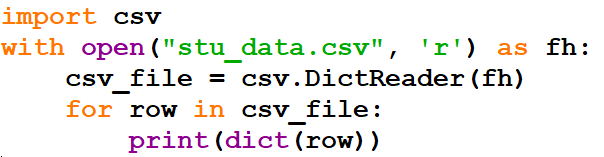 import csv
with open("stu_data.csv", 'r') as fh:
    csv_file = csv.DictReader(fh)
    for row in csv_file:
        print(dict(row))